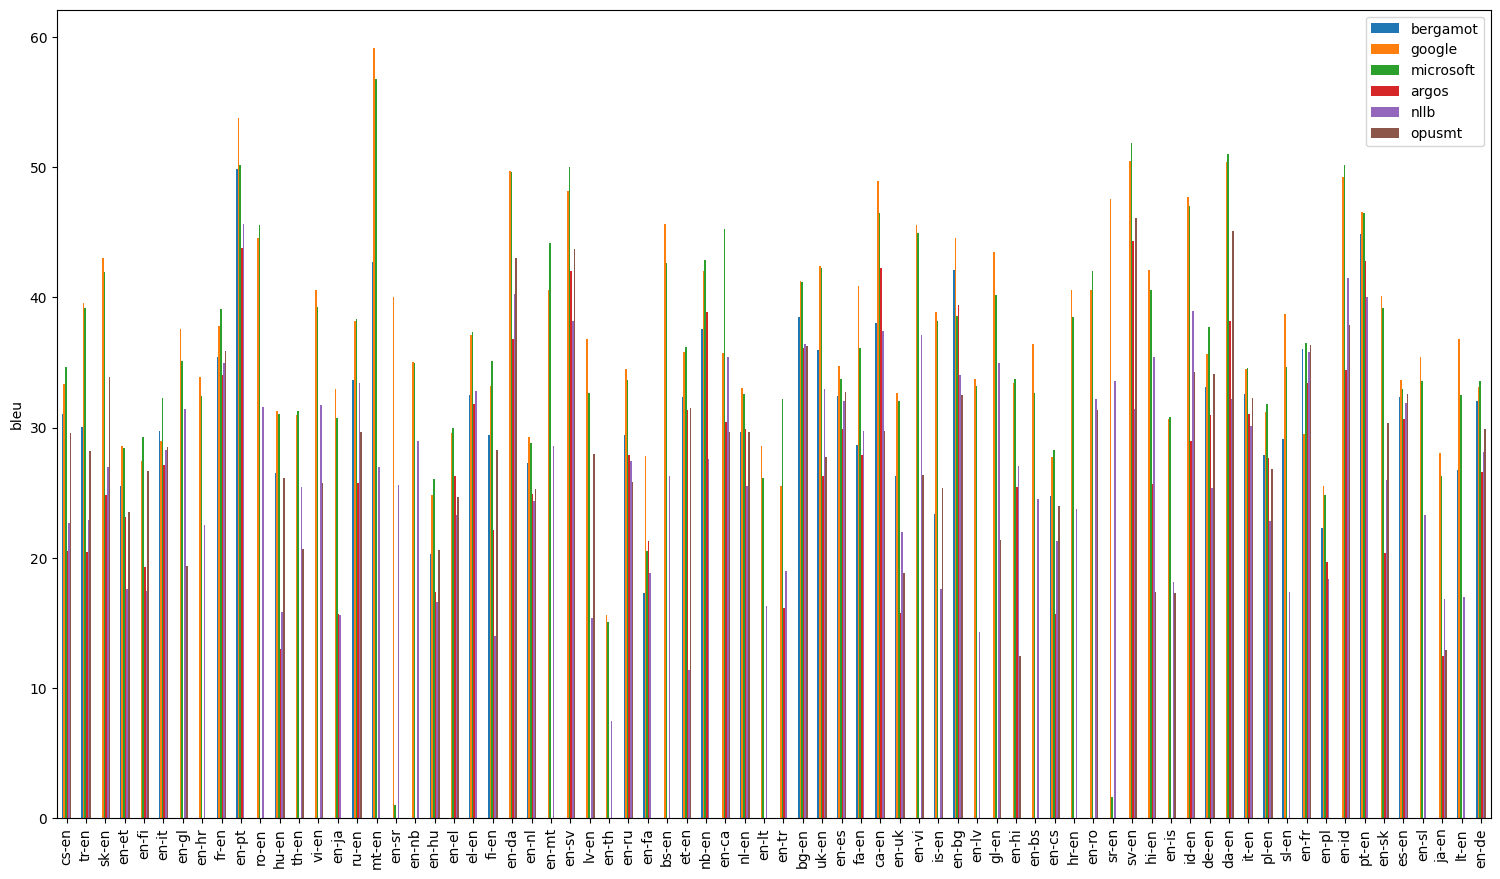 bleu
60
50
40
30
20
10
0
bergamot
google
microsoft
argos
nllb
opusmt
cs-en
tr-en
sk-en
en-et
en-fi
en-it
en-gl
en-hr
fr-en
en-pt
ro-en
hu-en
th-en
vi-en
en-ja
ru-en
mt-en
en-sr
en-nb
en-hu
en-el
el-en
fi-en
en-da
en-nl
en-mt
en-sv
lv-en
en-th
en-ru
en-fa
bs-en
et-en
nb-en
en-ca
nl-en
en-lt
en-tr
bg-en
uk-en
en-es
fa-en
ca-en
en-uk
en-vi
is-en
en-bg
en-lv
gl-en
en-hi
en-bs
en-cs
hr-en
en-ro
sr-en
sv-en
hi-en
en-is
id-en
de-en
da-en
it-en
pl-en
sl-en
en-fr
en-pl
en-id
pt-en
en-sk
es-en
en-sl
ja-en
lt-en
en-de